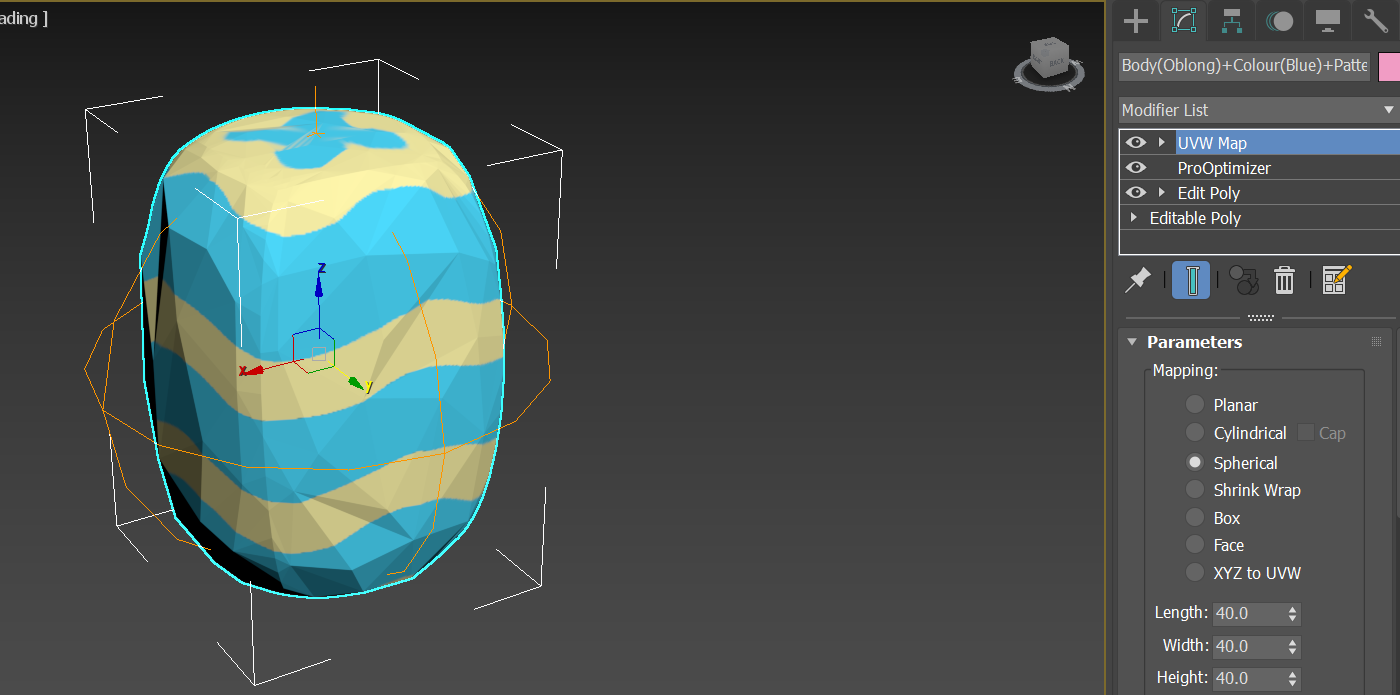 ading ]
BACK
Body(Oblong)+Colour(Blue)+Patte
Modifier List
UVW Map
ProOptimizer
Edit Poly
Editable Poly
Parameters
Mapping:
Planar
Cylindrical Cap
Spherical
Shrink Wrap
Box
Face
XYZ to UVW
Length: 40.0
Width: 40.0
Height: 40.0
z
x
y